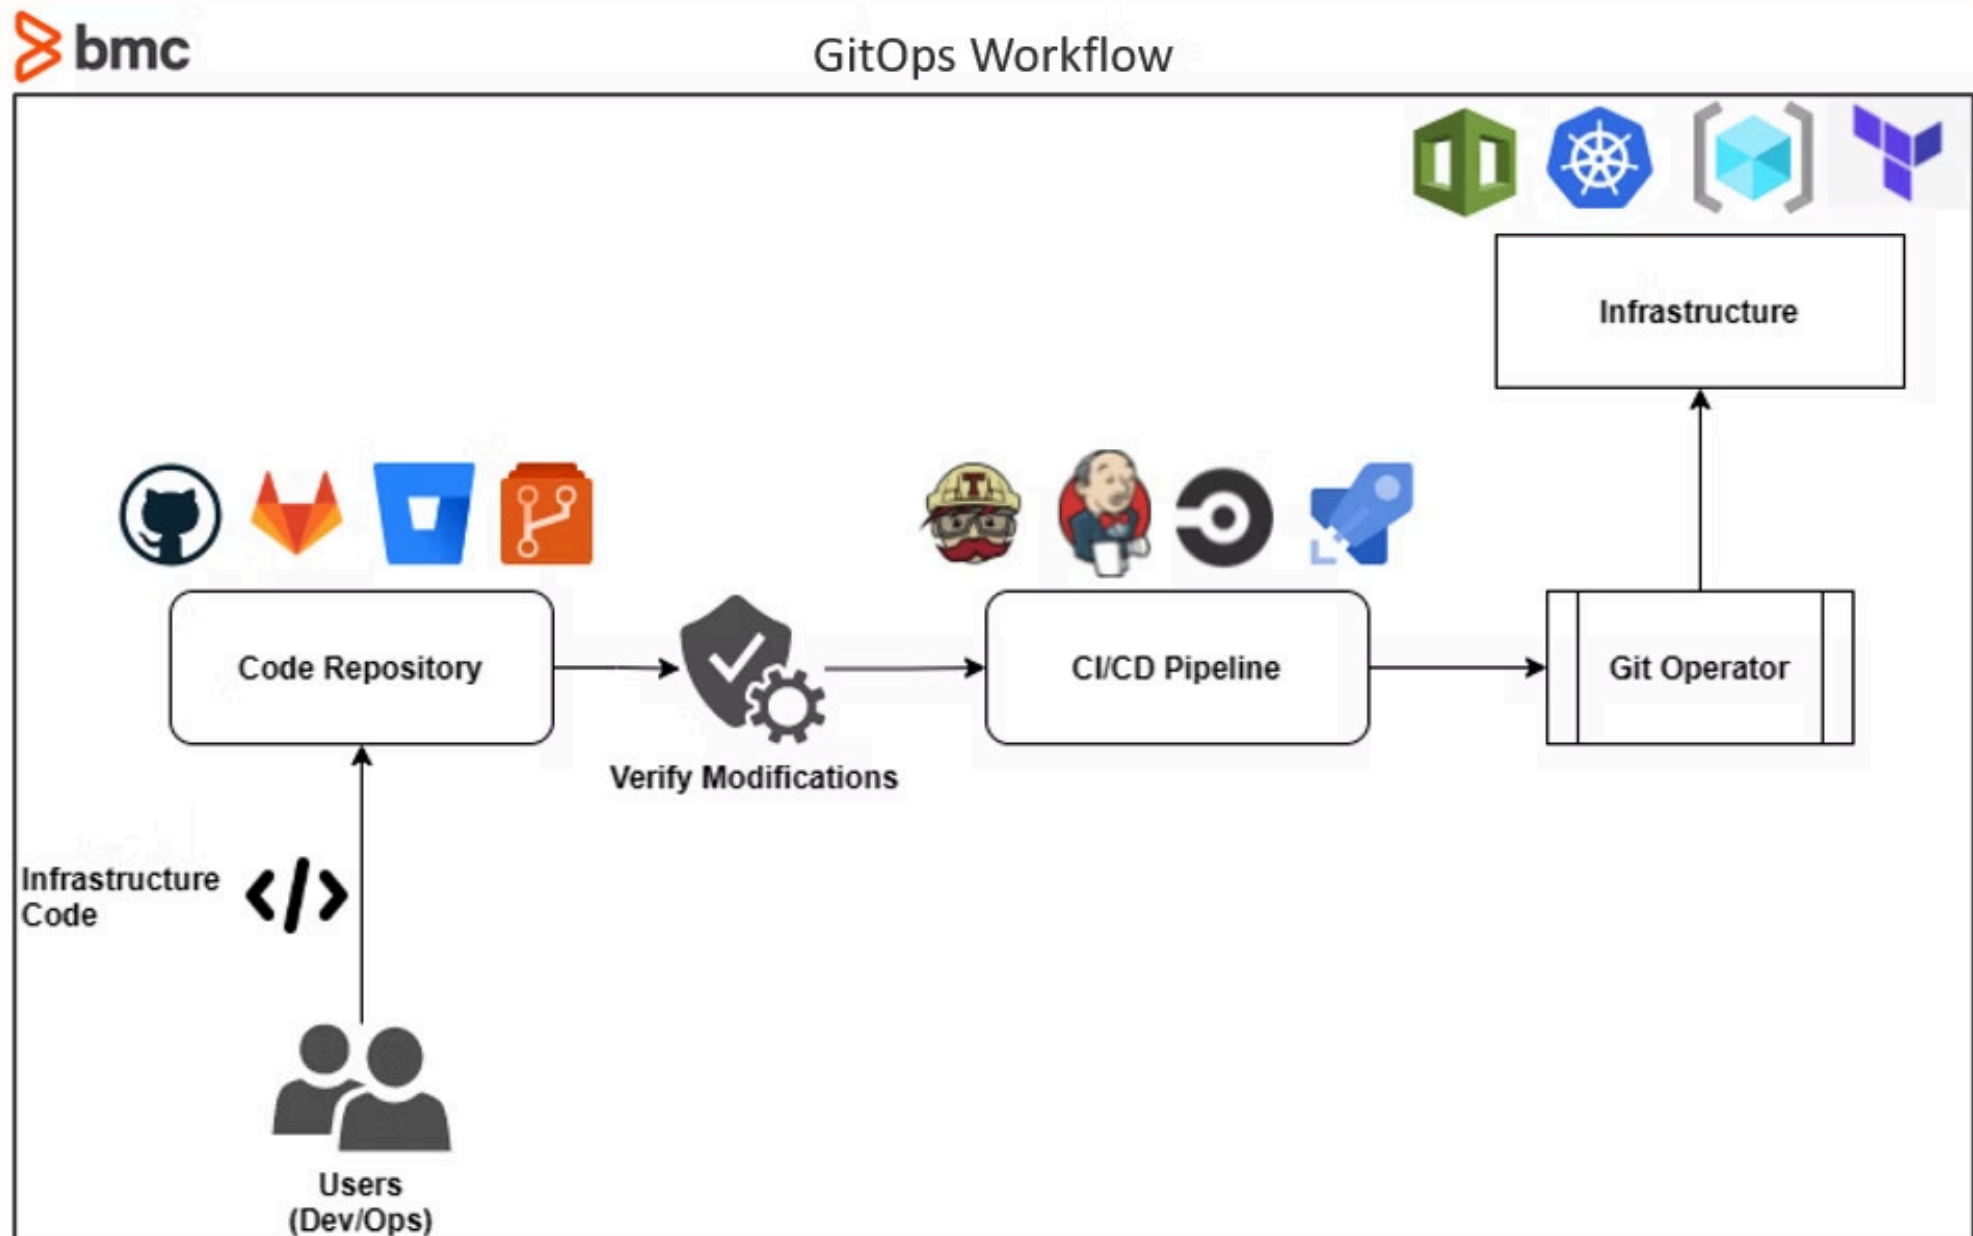 bmc
GitOps Workflow
Infrastructure
Code Repository
Verify Modifications
CI/CD Pipeline
Git Operator
Infrastructure
Code
</>
Users
(Dev/Ops)